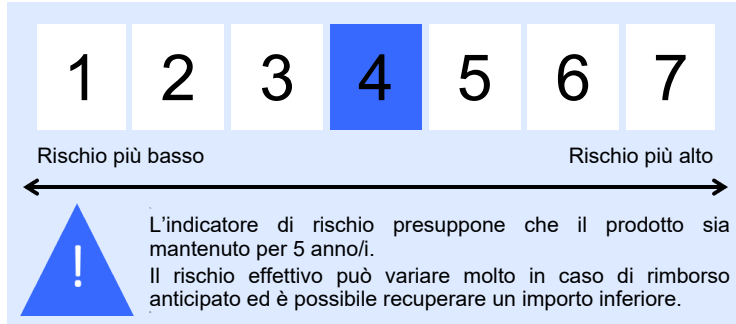 1 2 3 4 5 6 7
Rischio più basso Rischio più alto
!
L'indicatore di rischio presuppone che il prodotto sia
mantenuto per 5 anno/i.
Il rischio effettivo può variare molto in caso di rimborso
anticipato ed è possibile recuperare un importo inferiore.